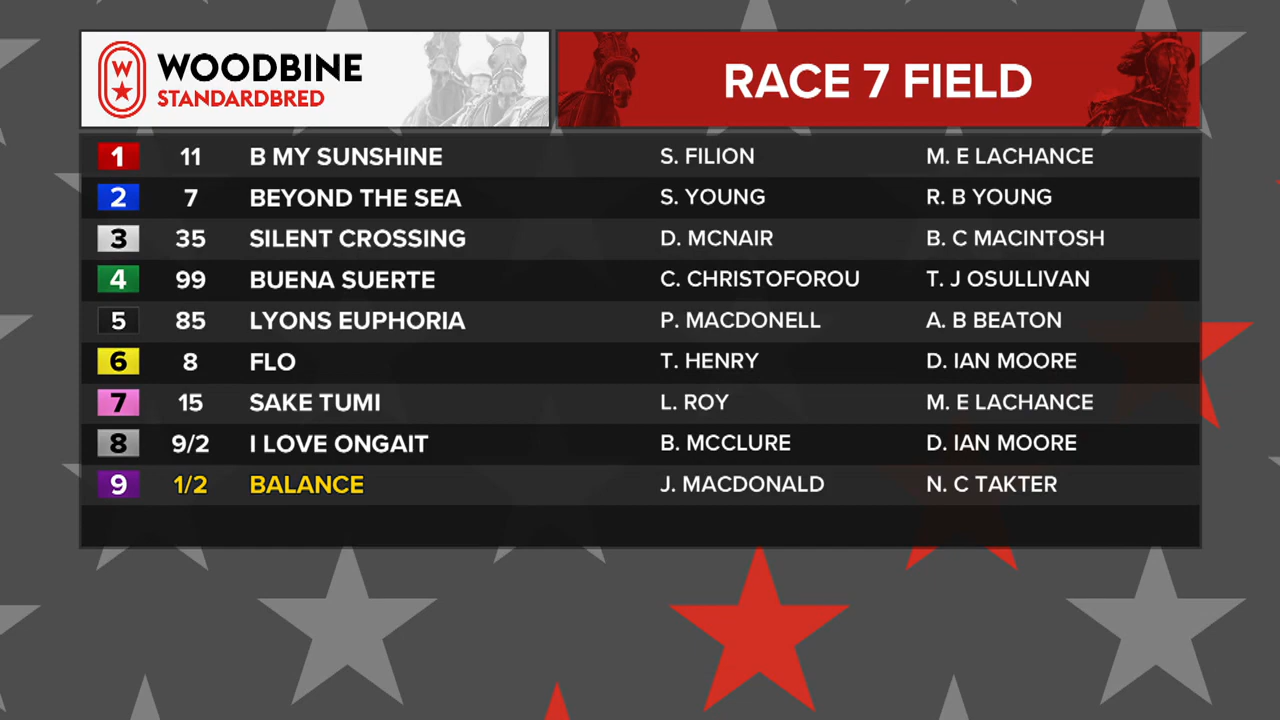 W
WOODBINE
STANDARDBRED
RACE 7 FIELD
1 11 B MY SUNSHINE S. FILION M. E LACHANCE
2 7 BEYOND THE SEA S. YOUNG R. B YOUNG
3 35 SILENT CROSSING D. MCNAIR B. C MACINTOSH
4 99 BUENA SUERTE C. CHRISTOFOROU T. J OSULLIVAN
5 85 LYONS EUPHORIA P. MACDONELL A. B BEATON
6 8 FLO T. HENRY D. IAN MOORE
7 15 SAKE TUMI L. ROY M. E LACHANCE
8 9/2 I LOVE ONGAIT B. MCCLURE D. IAN MOORE
9 1/2 BALANCE J. MACDONALD N. C TAKTER